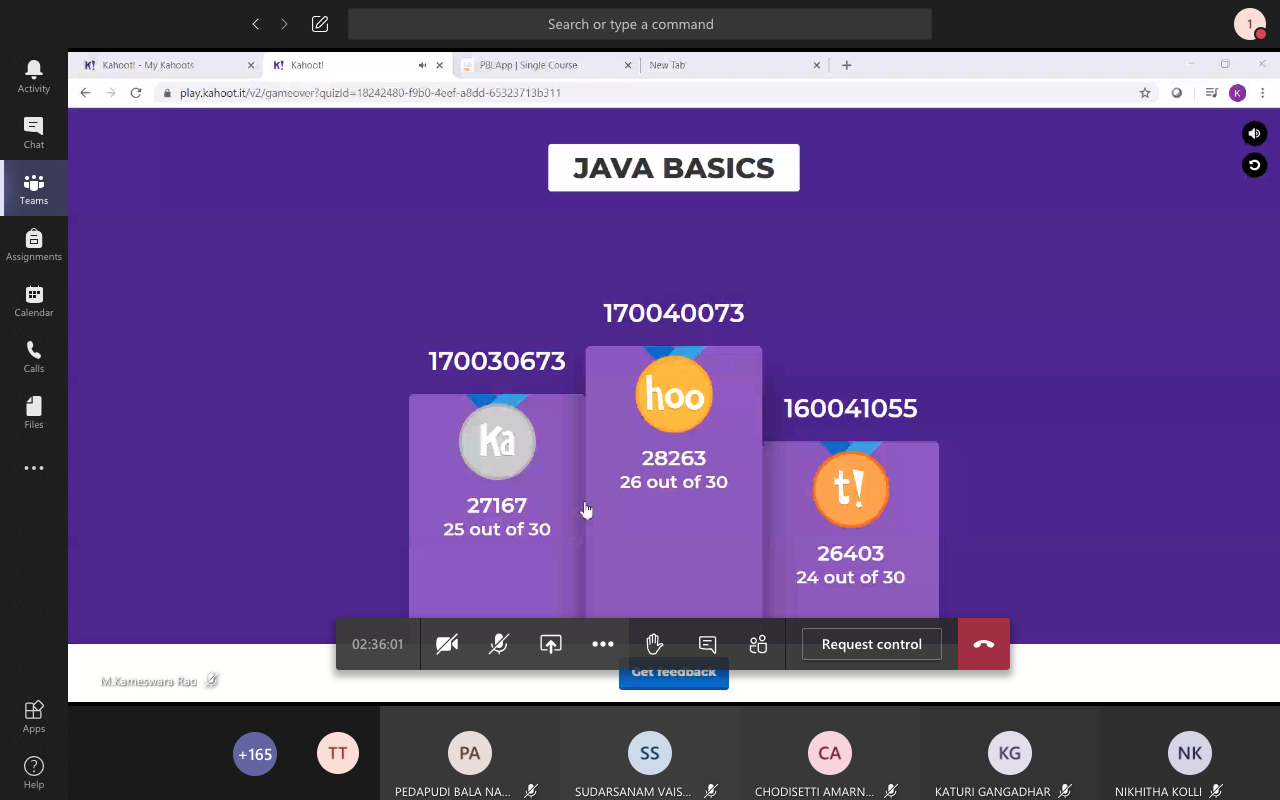 Search or type a command
1
Activity
Chat
Teams
Assignments
Calendar
Calls
Files
Apps
Help
K! Kahoot! - My Kahoots
K! Kahoot!
PBLApp | Single Course
New Tab
play.kahoot.it/v2/gameover?quizId=18242480-f9b0-4eef-a8dd-65323713b311
K
JAVA BASICS
170040073
170030673
160041055
hoo
Ka
t!
28263
26 out of 30
27167
25 out of 30
26403
24 out of 30
02:36:01
Request control
Get feedback
M.Kameswara Rao
+165
TT
PA
SS
CA
KG
NK
PEDAPUDI BALA NA...
SUDARSANAM VAIS...
CHODISETTI AMARN...
KATURI GANGADHAR
NIKHITHA KOLLI